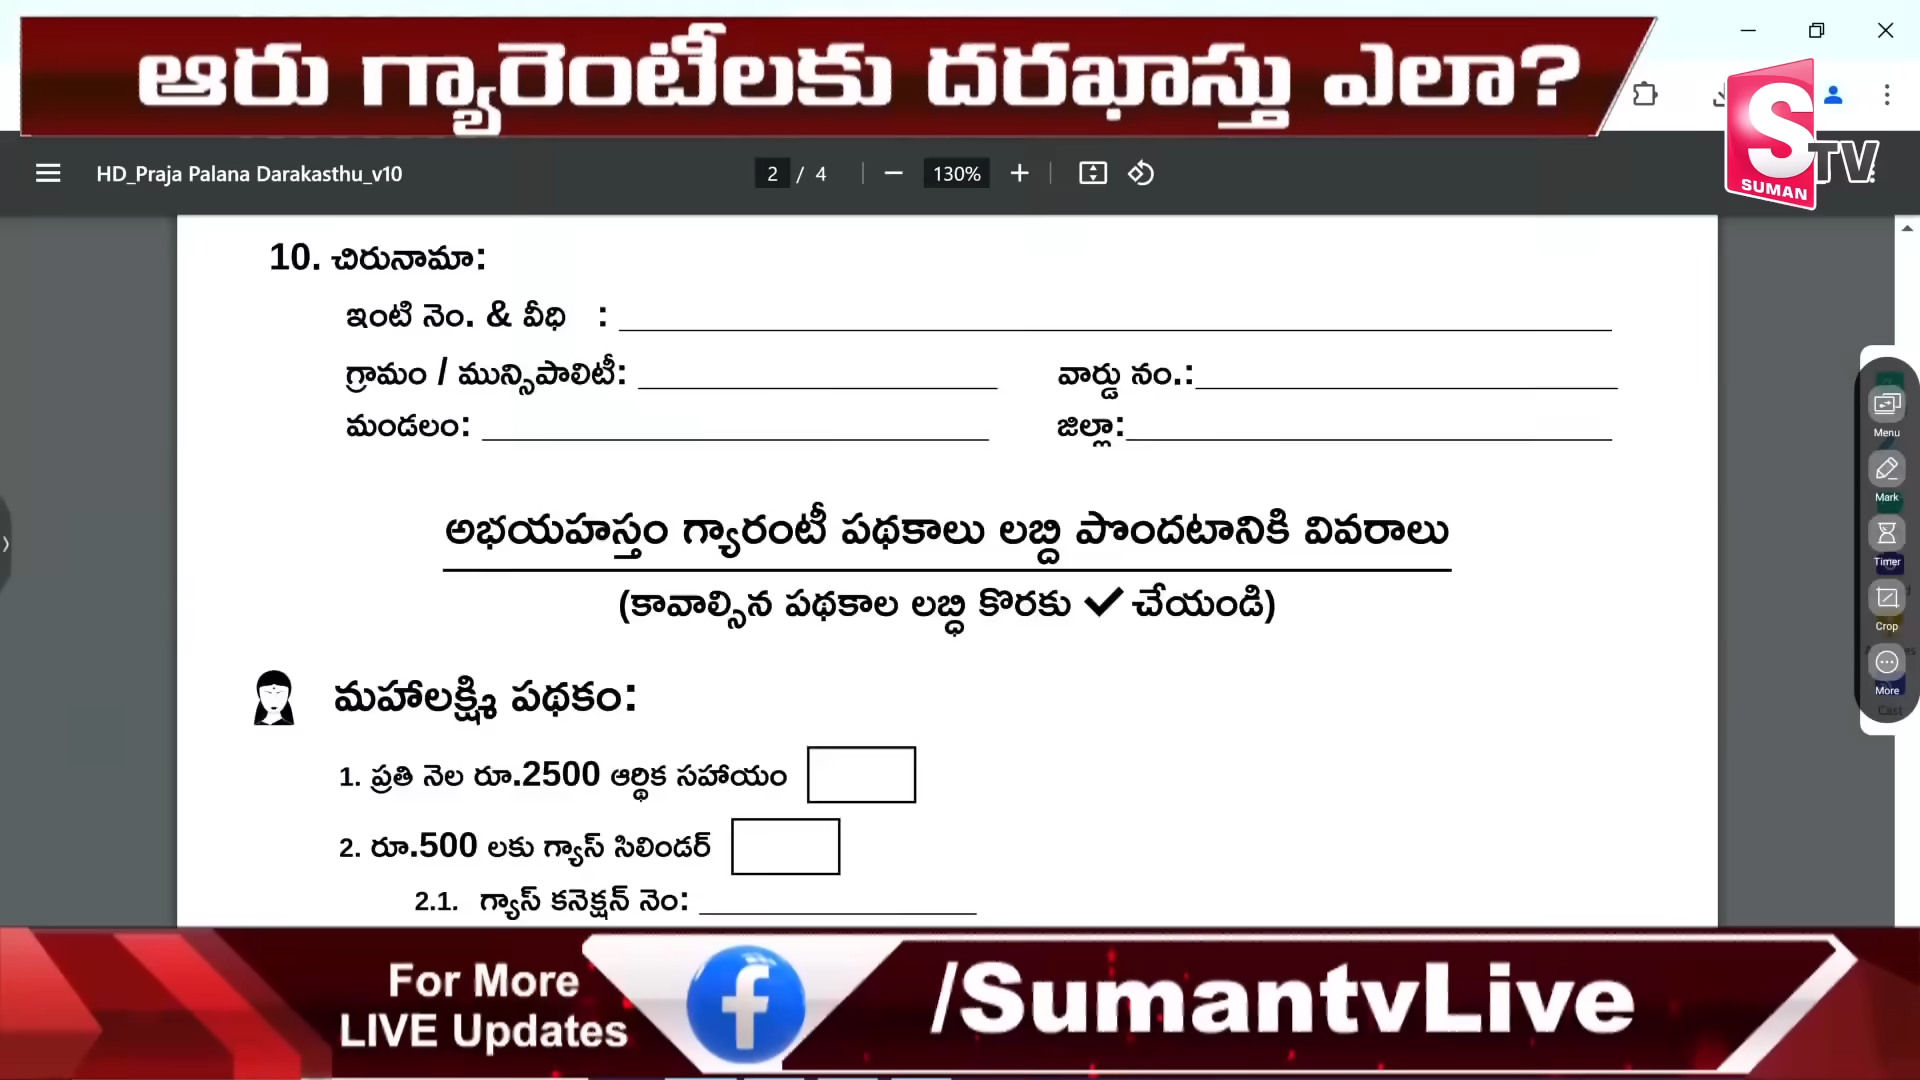 ఆరు గ్యారెంటీలకు దరఖాస్తు ఎలా?
S TV
SUMAN
HD_Praja Palana Darakasthu_v10
2 / 4
130%
10. చిరునామా:
ఇంటి నెం. & వీధి :
గ్రామం / మున్సిపాలిటీ: వార్డు నం.:
మండలం: జిల్లా:
అభయహస్తం గ్యారంటీ పథకాలు లబ్ది పొందటానికి వివరాలు
(కావాల్సిన పథకాల లబ్ధి కొరకు ✓ చేయండి)
మహాలక్ష్మి పథకం:
1. ప్రతి నెల రూ.2500 ఆర్థిక సహాయం
2. రూ.500 లకు గ్యాస్ సిలిండర్
2.1. గ్యాస్ కనెక్షన్ నెం:
Menu
Mark
Timer
Crop
More
Cast
For More
LIVE Updates
f
/SumantvLive